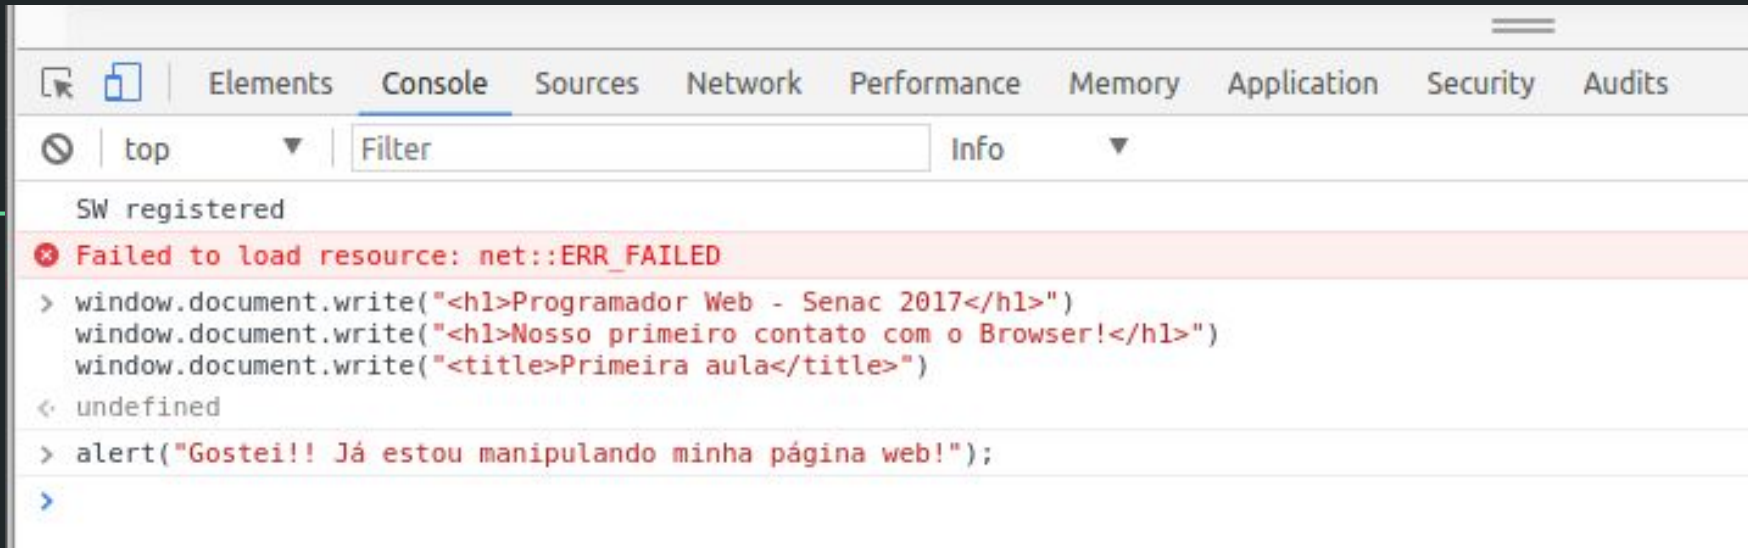 Elements Console Sources Network Performance Memory Application Security Audits
top Filter Info
SW registered
Failed to load resource: net::ERR_FAILED
window.document.write("<h1>Programador Web - Senac 2017</h1>")
window.document.write("<h1>Nosso primeiro contato com o Browser!</h1>")
window.document.write("<title>Primeira aula</title>")
undefined
alert("Gostei!! Já estou manipulando minha página web!");